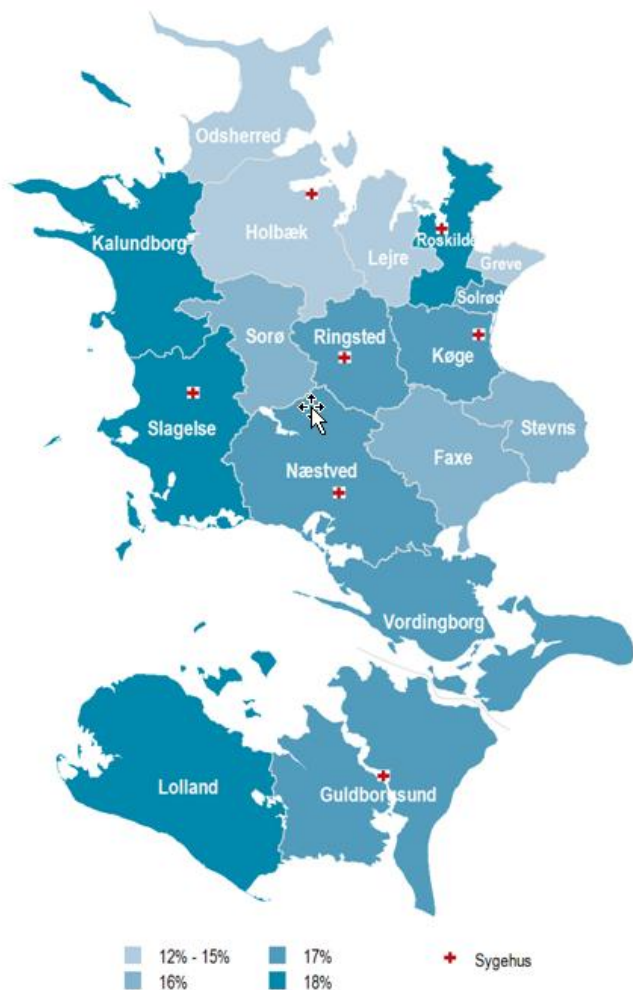 Odsherred
Kalundborg
Holbæk
Lejre
Roskilde
Greve
Solrød
Sorø
Ringsted
Køge
Slagelse
Stevns
Næstved
Faxe
Vordingborg
Lolland
Guldborgsund
12% - 15%
17%
Sygehus
16%
18%